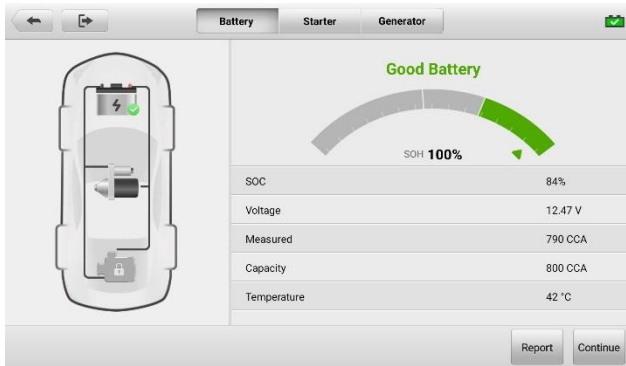 Battery Starter Generator
Good Battery
SOH 100%
SOC 84%
Voltage 12.47 V
Measured 790 CCA
Capacity 800 CCA
Temperature 42 °C
Report Continue